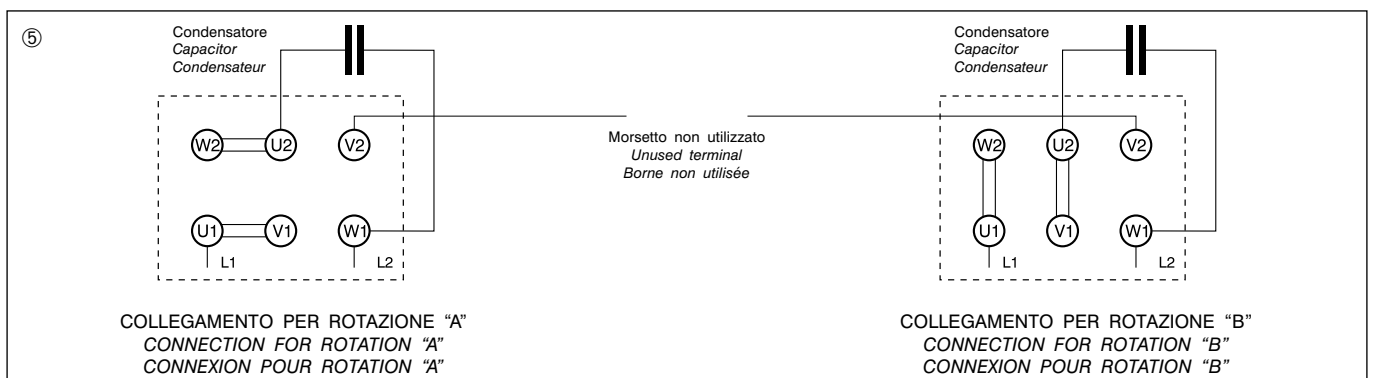 ⑤
Condensatore
Capacitor
Condensateur
W2 U2 V2
U1 V1 W1
L1 L2
COLLEGAMENTO PER ROTAZIONE “A”
CONNECTION FOR ROTATION “A”
CONNEXION POUR ROTATION “A”
Morsetto non utilizzato
Unused terminal
Borne non utilisée
Condensatore
Capacitor
Condensateur
W2 U2 V2
U1 V1 W1
L1 L2
COLLEGAMENTO PER ROTAZIONE “B”
CONNECTION FOR ROTATION “B”
CONNEXION POUR ROTATION “B”